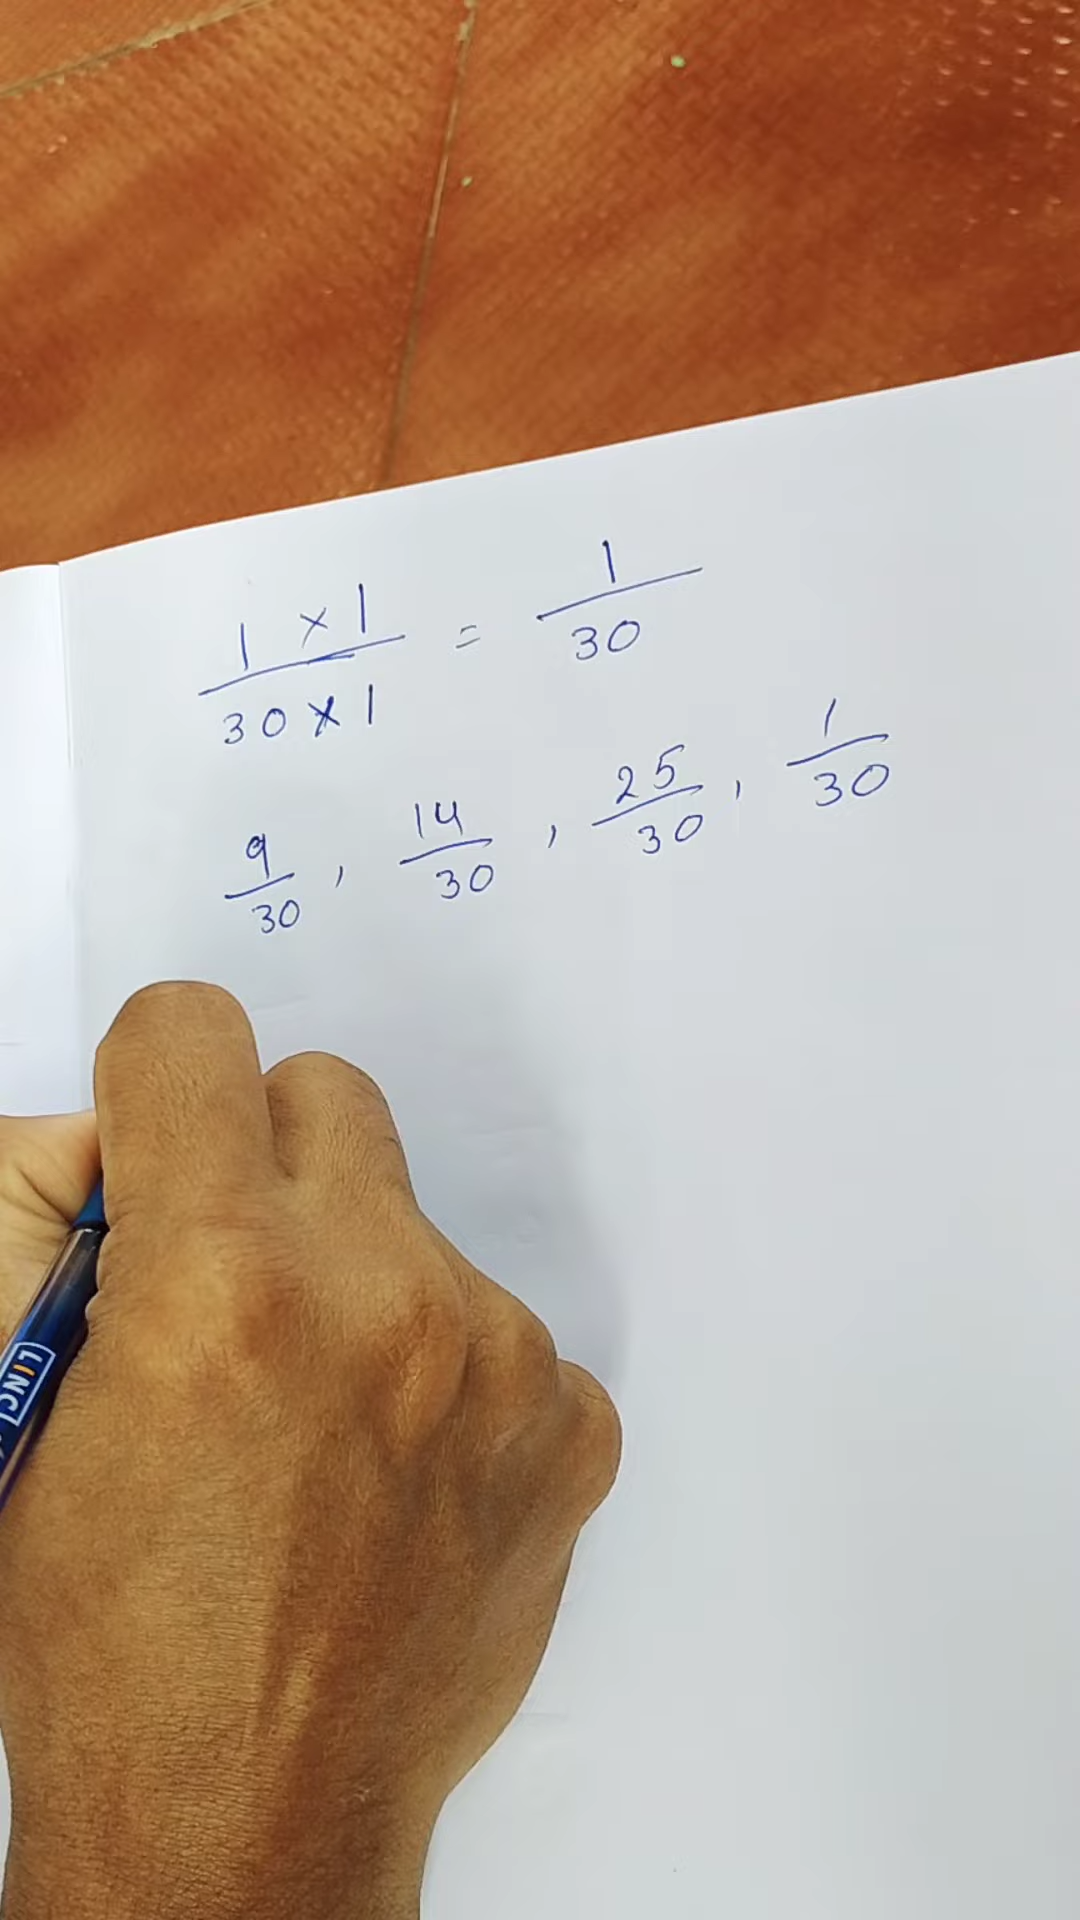 1 × 1 / 30 × 1 = 1 / 30
9/30 , 14/30 , 25/30 , 1/30
LINC